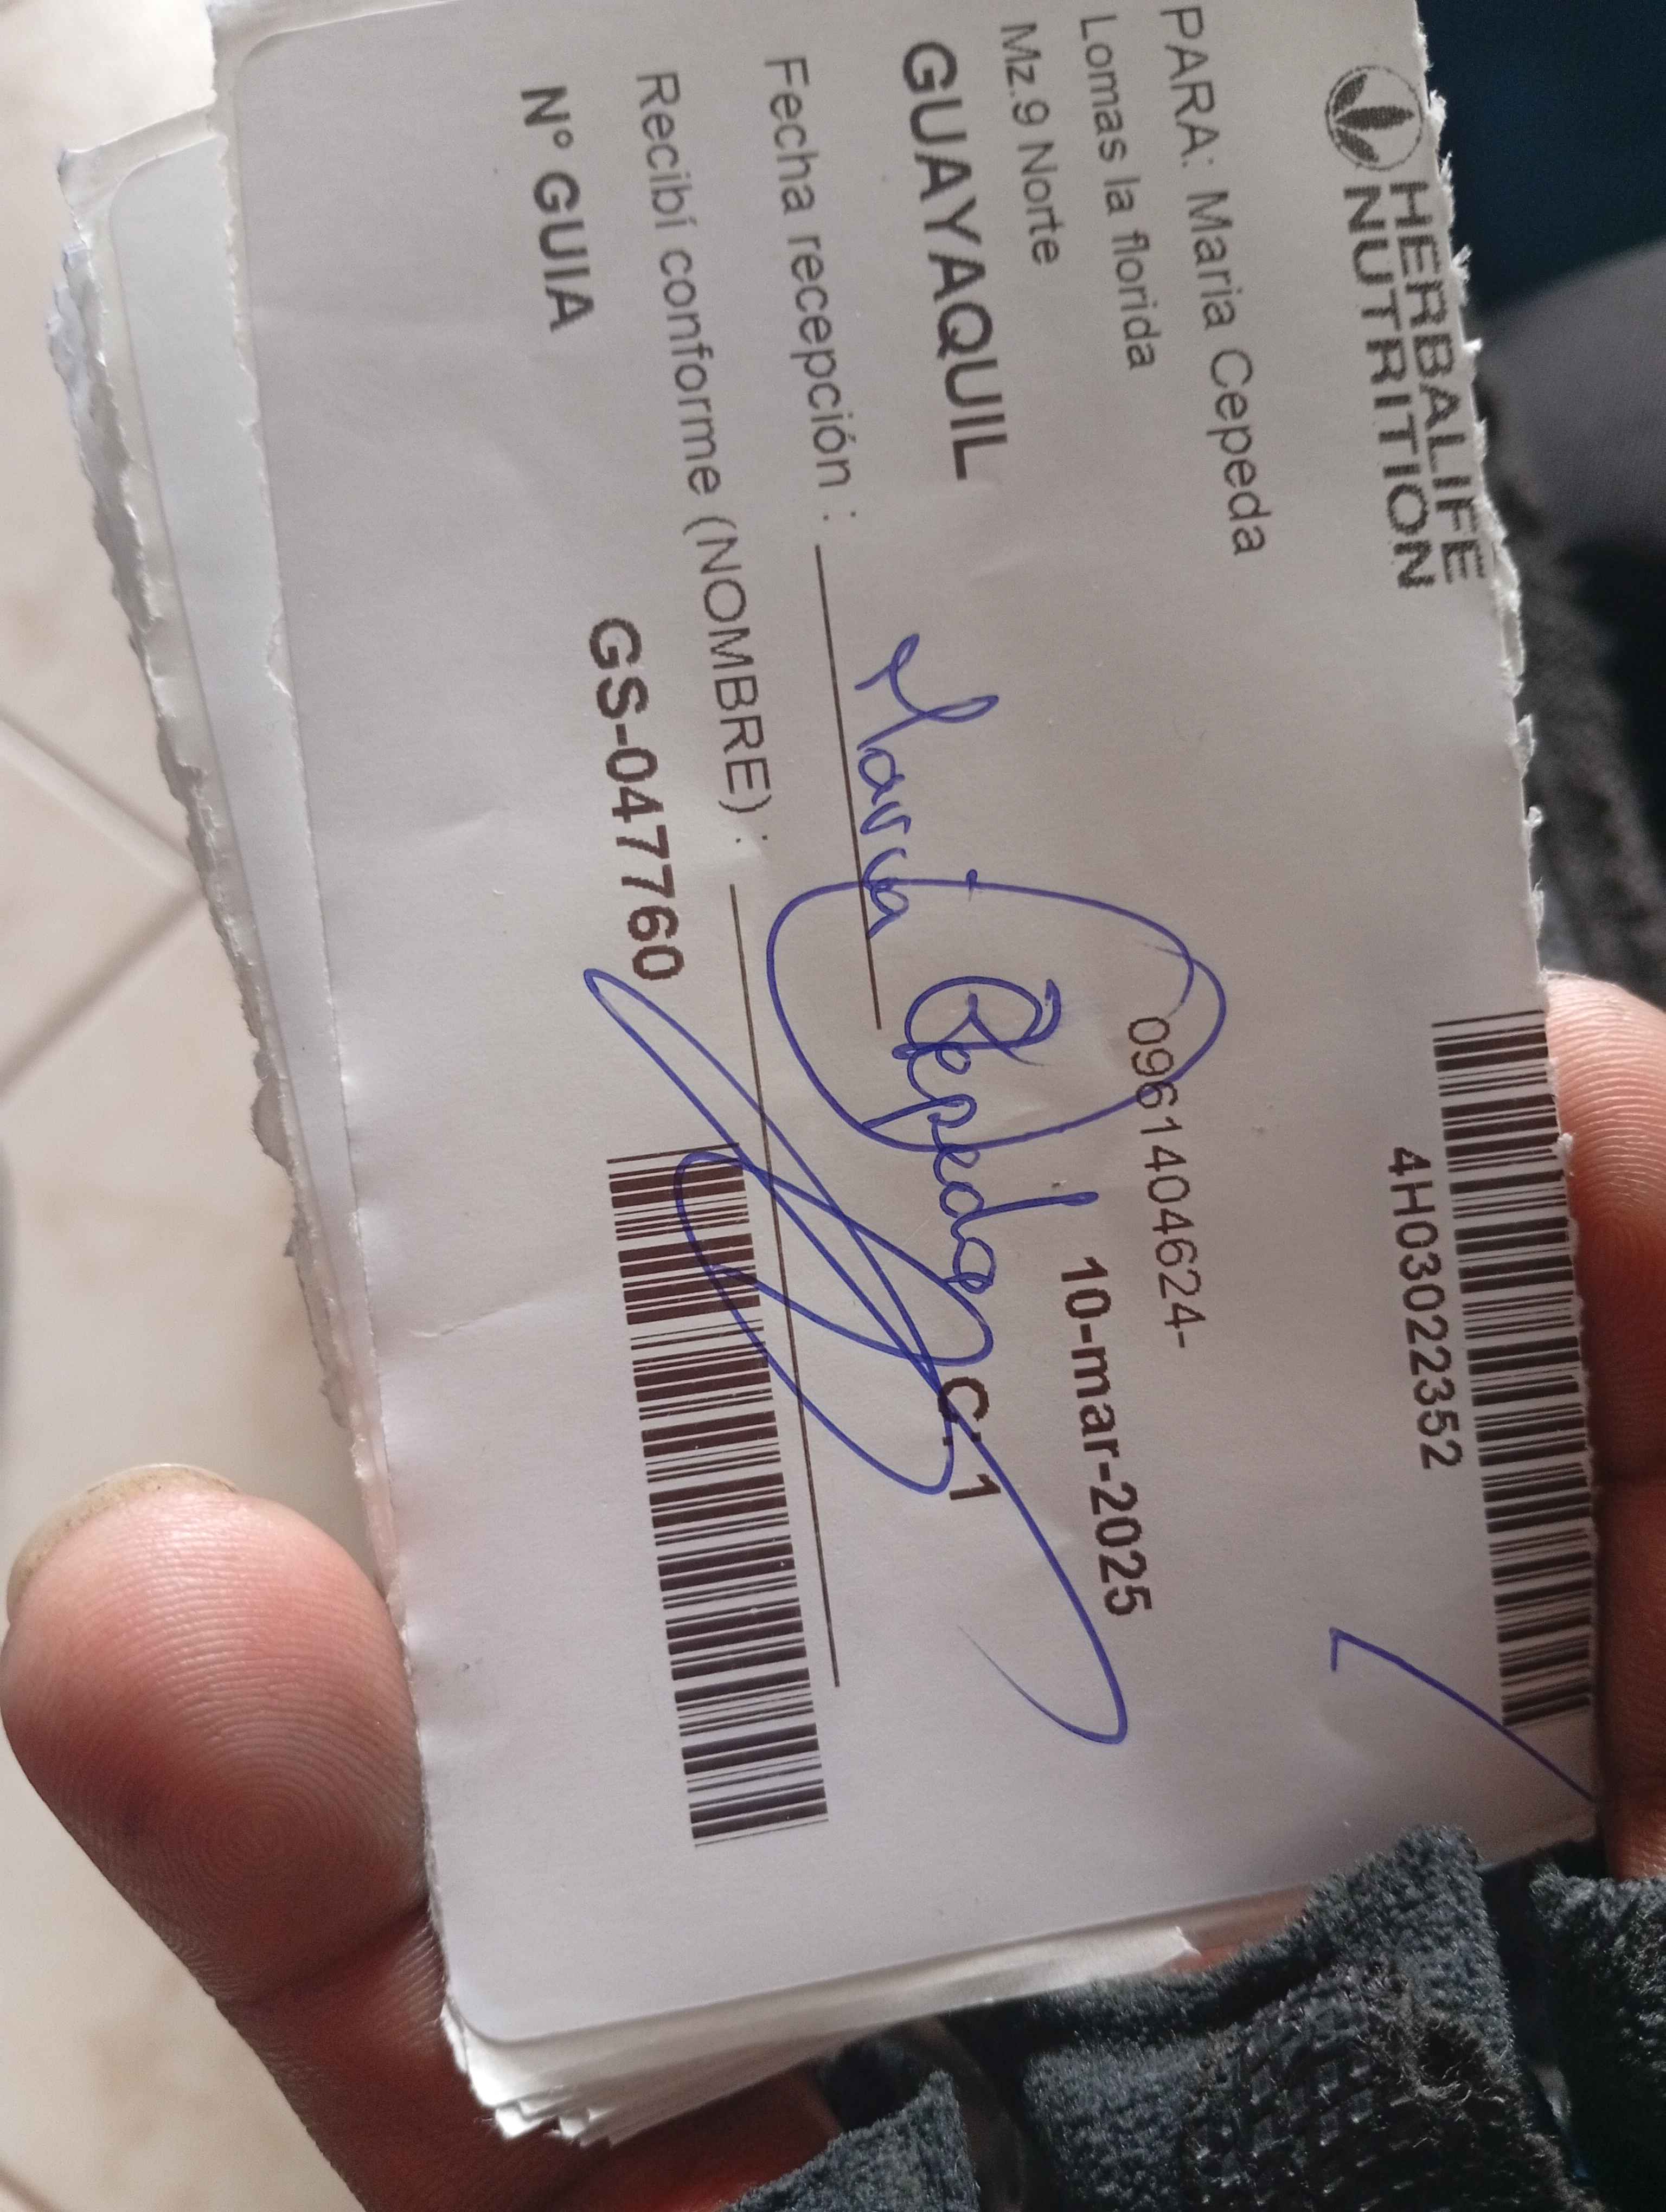 HERBALIFE
NUTRITION
4H03022352
PARA: Maria Cepeda
Lomas la florida
0961404624-
Mz.9 Norte
10-mar-2025
GUAYAQUIL
C. 1
Maria Cepeda
Fecha recepción :
Recibí conforme (NOMBRE) :
N° GUIA
GS-047760